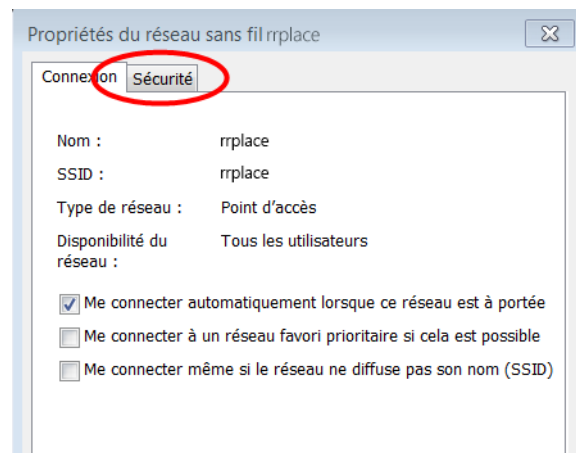 Propriétés du réseau sans fil rrplace
Connexion Sécurité
Nom : rrplace
SSID : rrplace
Type de réseau : Point d'accès
Disponibilité du Tous les utilisateurs
réseau :
Me connecter automatiquement lorsque ce réseau est à portée
Me connecter à un réseau favori prioritaire si cela est possible
Me connecter même si le réseau ne diffuse pas son nom (SSID)